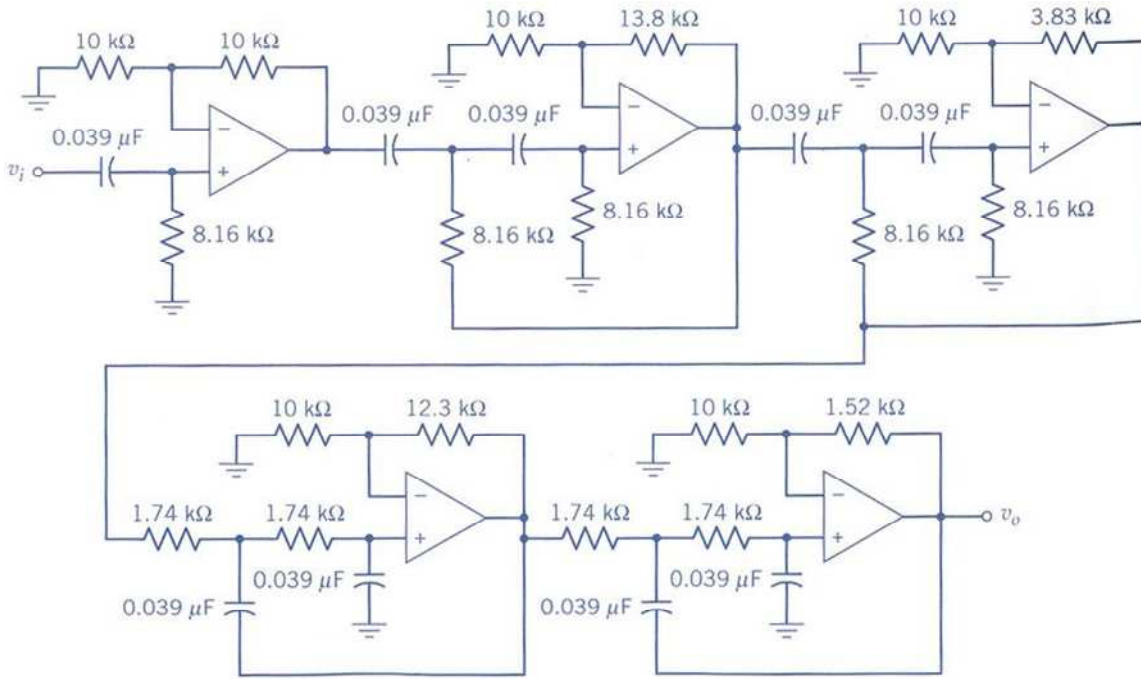 10 kΩ 13.8 kΩ 10 kΩ 3.83 kΩ
10 kΩ 10 kΩ
0.039 μF 0.039 μF 0.039 μF 0.039 μF
0.039 μF
−
−
−
+
+
+
v_i
8.16 kΩ
8.16 kΩ
8.16 kΩ
8.16 kΩ
8.16 kΩ
10 kΩ 12.3 kΩ 10 kΩ 1.52 kΩ
1.74 kΩ 1.74 kΩ 1.74 kΩ 1.74 kΩ
−
−
+
+
v_o
0.039 μF 0.039 μF
0.039 μF 0.039 μF